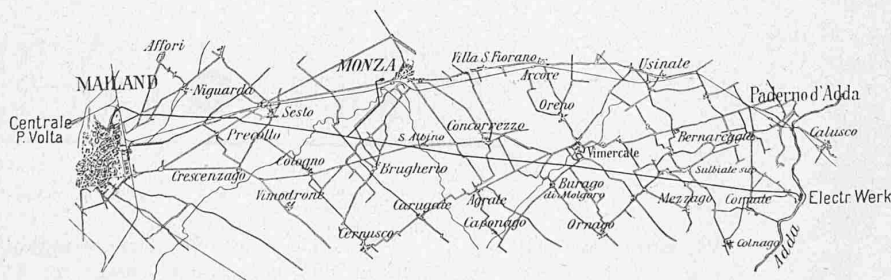 Affori
MAILAND
Niguarda
MONZA
Villa S. Fiorano
Arcore
Usinate
Sesto
Oreno
Paderno d'Adda
Centrale
P. Volta
Precotto
S. Albino
Concorrezzo
Bernareggio
Calusco
Vimercate
Cologno
Brugherio
Sulbiate sup.
Crescenzago
Vimodrone
Burago
di Molgora
Mezzago
Cornate
Electr. Werk
Carugate
Agrate
Cernusco
Caponago
Ornago
Colnago
Adda